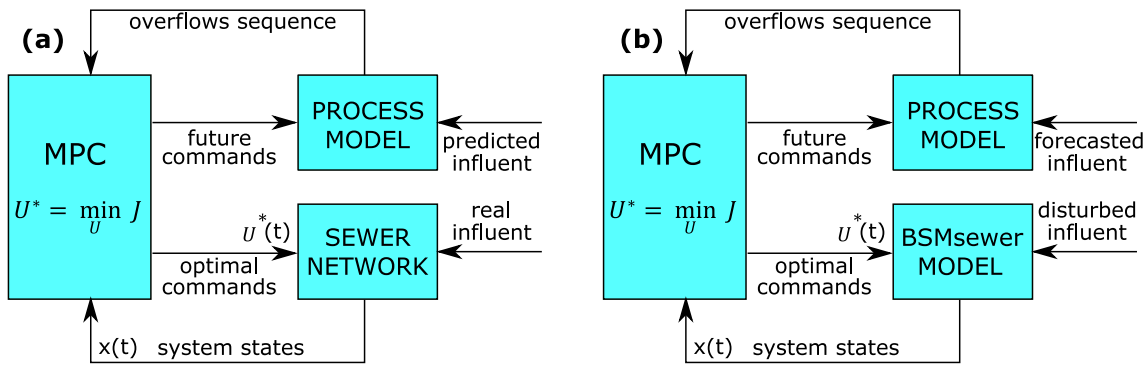 (a)
overflows sequence
MPC
U* = min J
U
future
commands
PROCESS
MODEL
predicted
influent
U*(t)
optimal
commands
SEWER
NETWORK
real
influent
x(t) system states
(b)
overflows sequence
MPC
U* = min J
U
future
commands
PROCESS
MODEL
forecasted
influent
U*(t)
optimal
commands
BSMsewer
MODEL
disturbed
influent
x(t) system states